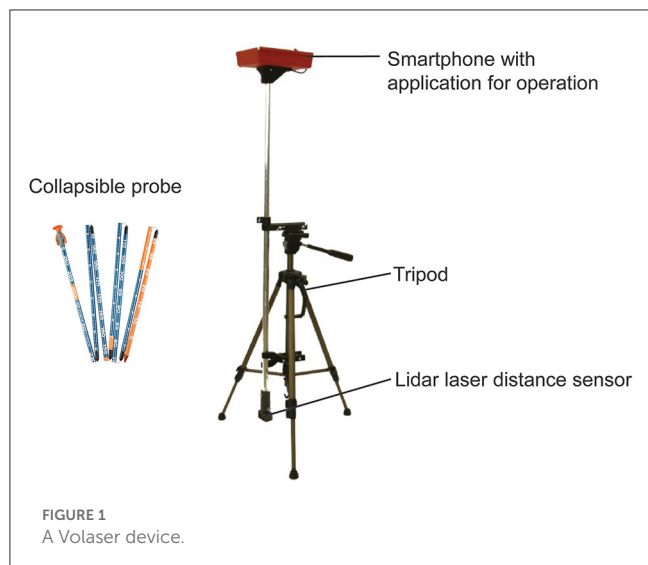 Smartphone with
application for operation
Collapsible probe
Tripod
Lidar laser distance sensor
FIGURE 1
A Volaser device.